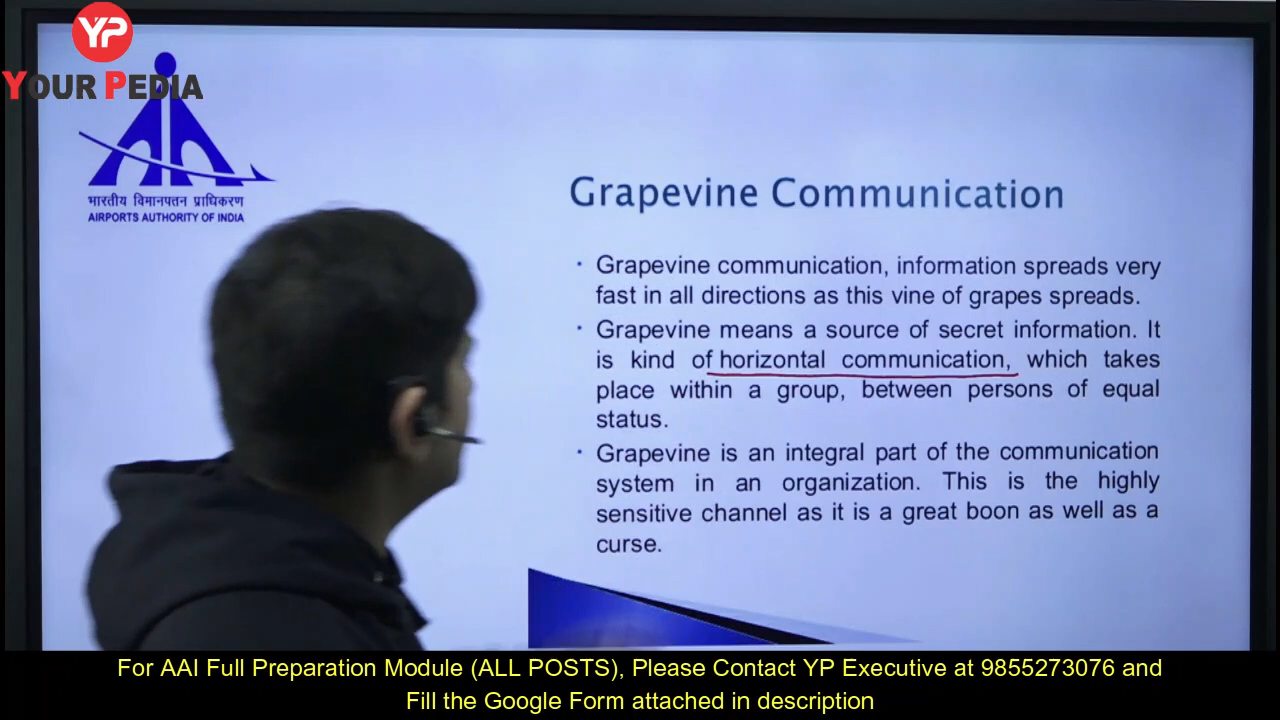 YP
YOUR PEDIA
भारतीय विमानपत्तन प्राधिकरण
AIRPORTS AUTHORITY OF INDIA
Grapevine Communication
• Grapevine communication, information spreads very
fast in all directions as this vine of grapes spreads.
• Grapevine means a source of secret information. It
is kind of horizontal communication, which takes
place within a group, between persons of equal
status.
• Grapevine is an integral part of the communication
system in an organization. This is the highly
sensitive channel as it is a great boon as well as a
curse.
For AAI Full Preparation Module (ALL POSTS), Please Contact YP Executive at 9855273076 and
Fill the Google Form attached in description